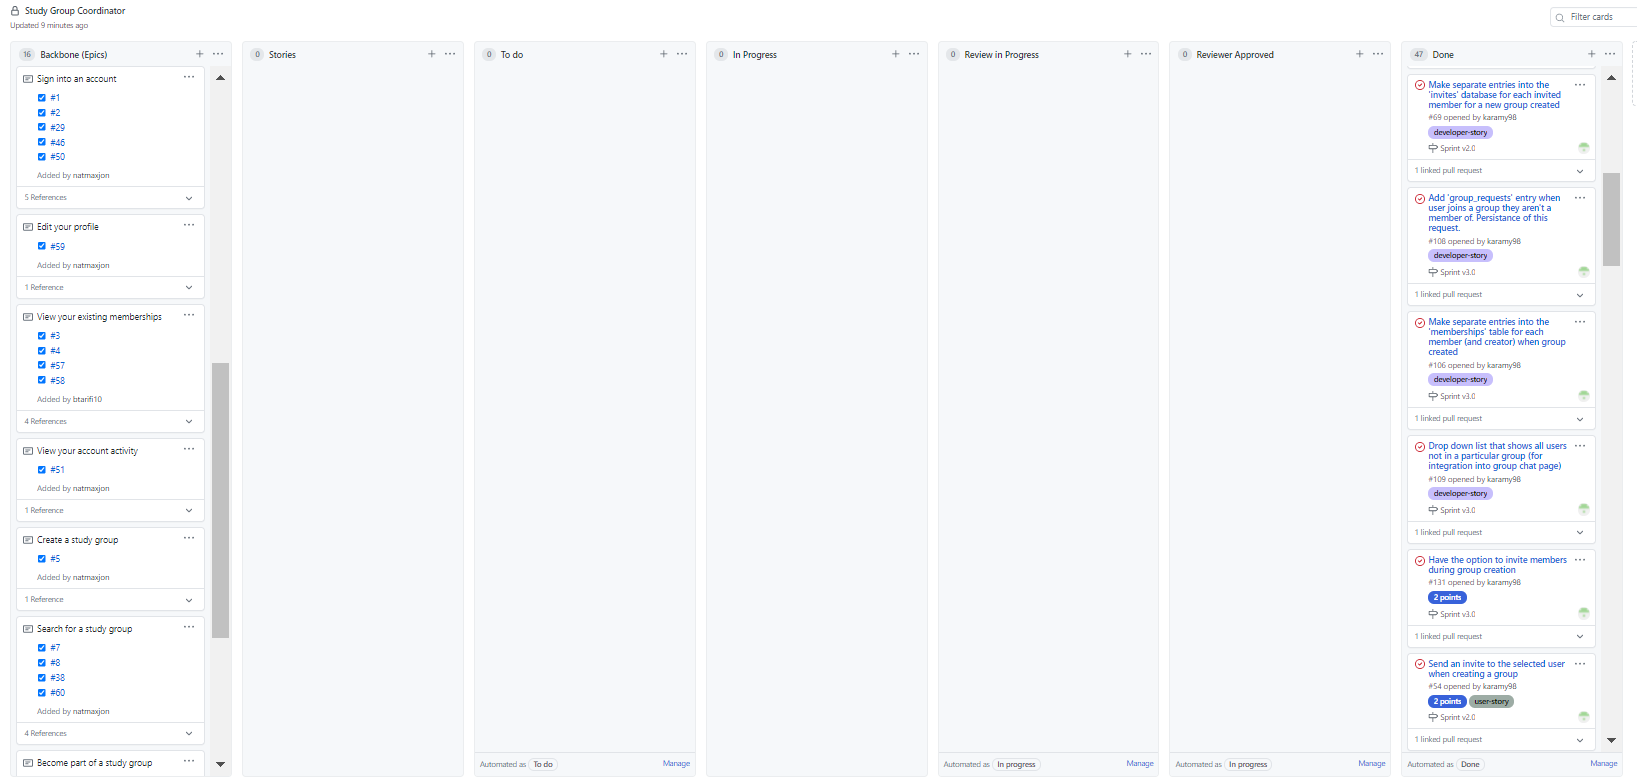 Study Group Coordinator
Updated 9 minutes ago
Filter cards
16 Backbone (Epics)
Sign into an account
#1
#2
#29
#46
#50
Added by natmaxjon
5 References
Edit your profile
#59
Added by natmaxjon
1 Reference
View your existing memberships
#3
#4
#57
#58
Added by btarifi10
4 References
View your account activity
#51
Added by natmaxjon
1 Reference
Create a study group
#5
Added by natmaxjon
1 Reference
Search for a study group
#7
#8
#38
#60
Added by natmaxjon
4 References
Become part of a study group
0 Stories
0 To do
Automated as To do Manage
0 In Progress
0 Review in Progress
Automated as In progress Manage
0 Reviewer Approved
Automated as In progress Manage
47 Done
Make separate entries into the
'invites' database for each invited
member for a new group created
#69 opened by karamy98
developer-story
Sprint v2.0
1 linked pull request
Add 'group_requests' entry when
user joins a group they aren't a
member of. Persistance of this
request.
#108 opened by karamy98
developer-story
Sprint v3.0
1 linked pull request
Make separate entries into the
'memberships' table for each
member (and creator) when group
created
#106 opened by karamy98
developer-story
Sprint v3.0
1 linked pull request
Drop down list that shows all users
not in a particular group (for
integration into group chat page)
#109 opened by karamy98
developer-story
Sprint v3.0
1 linked pull request
Have the option to invite members
during group creation
#131 opened by karamy98
2 points
Sprint v3.0
1 linked pull request
Send an invite to the selected user
when creating a group
#54 opened by karamy98
2 points user-story
Sprint v2.0
1 linked pull request
Automated as Done Manage